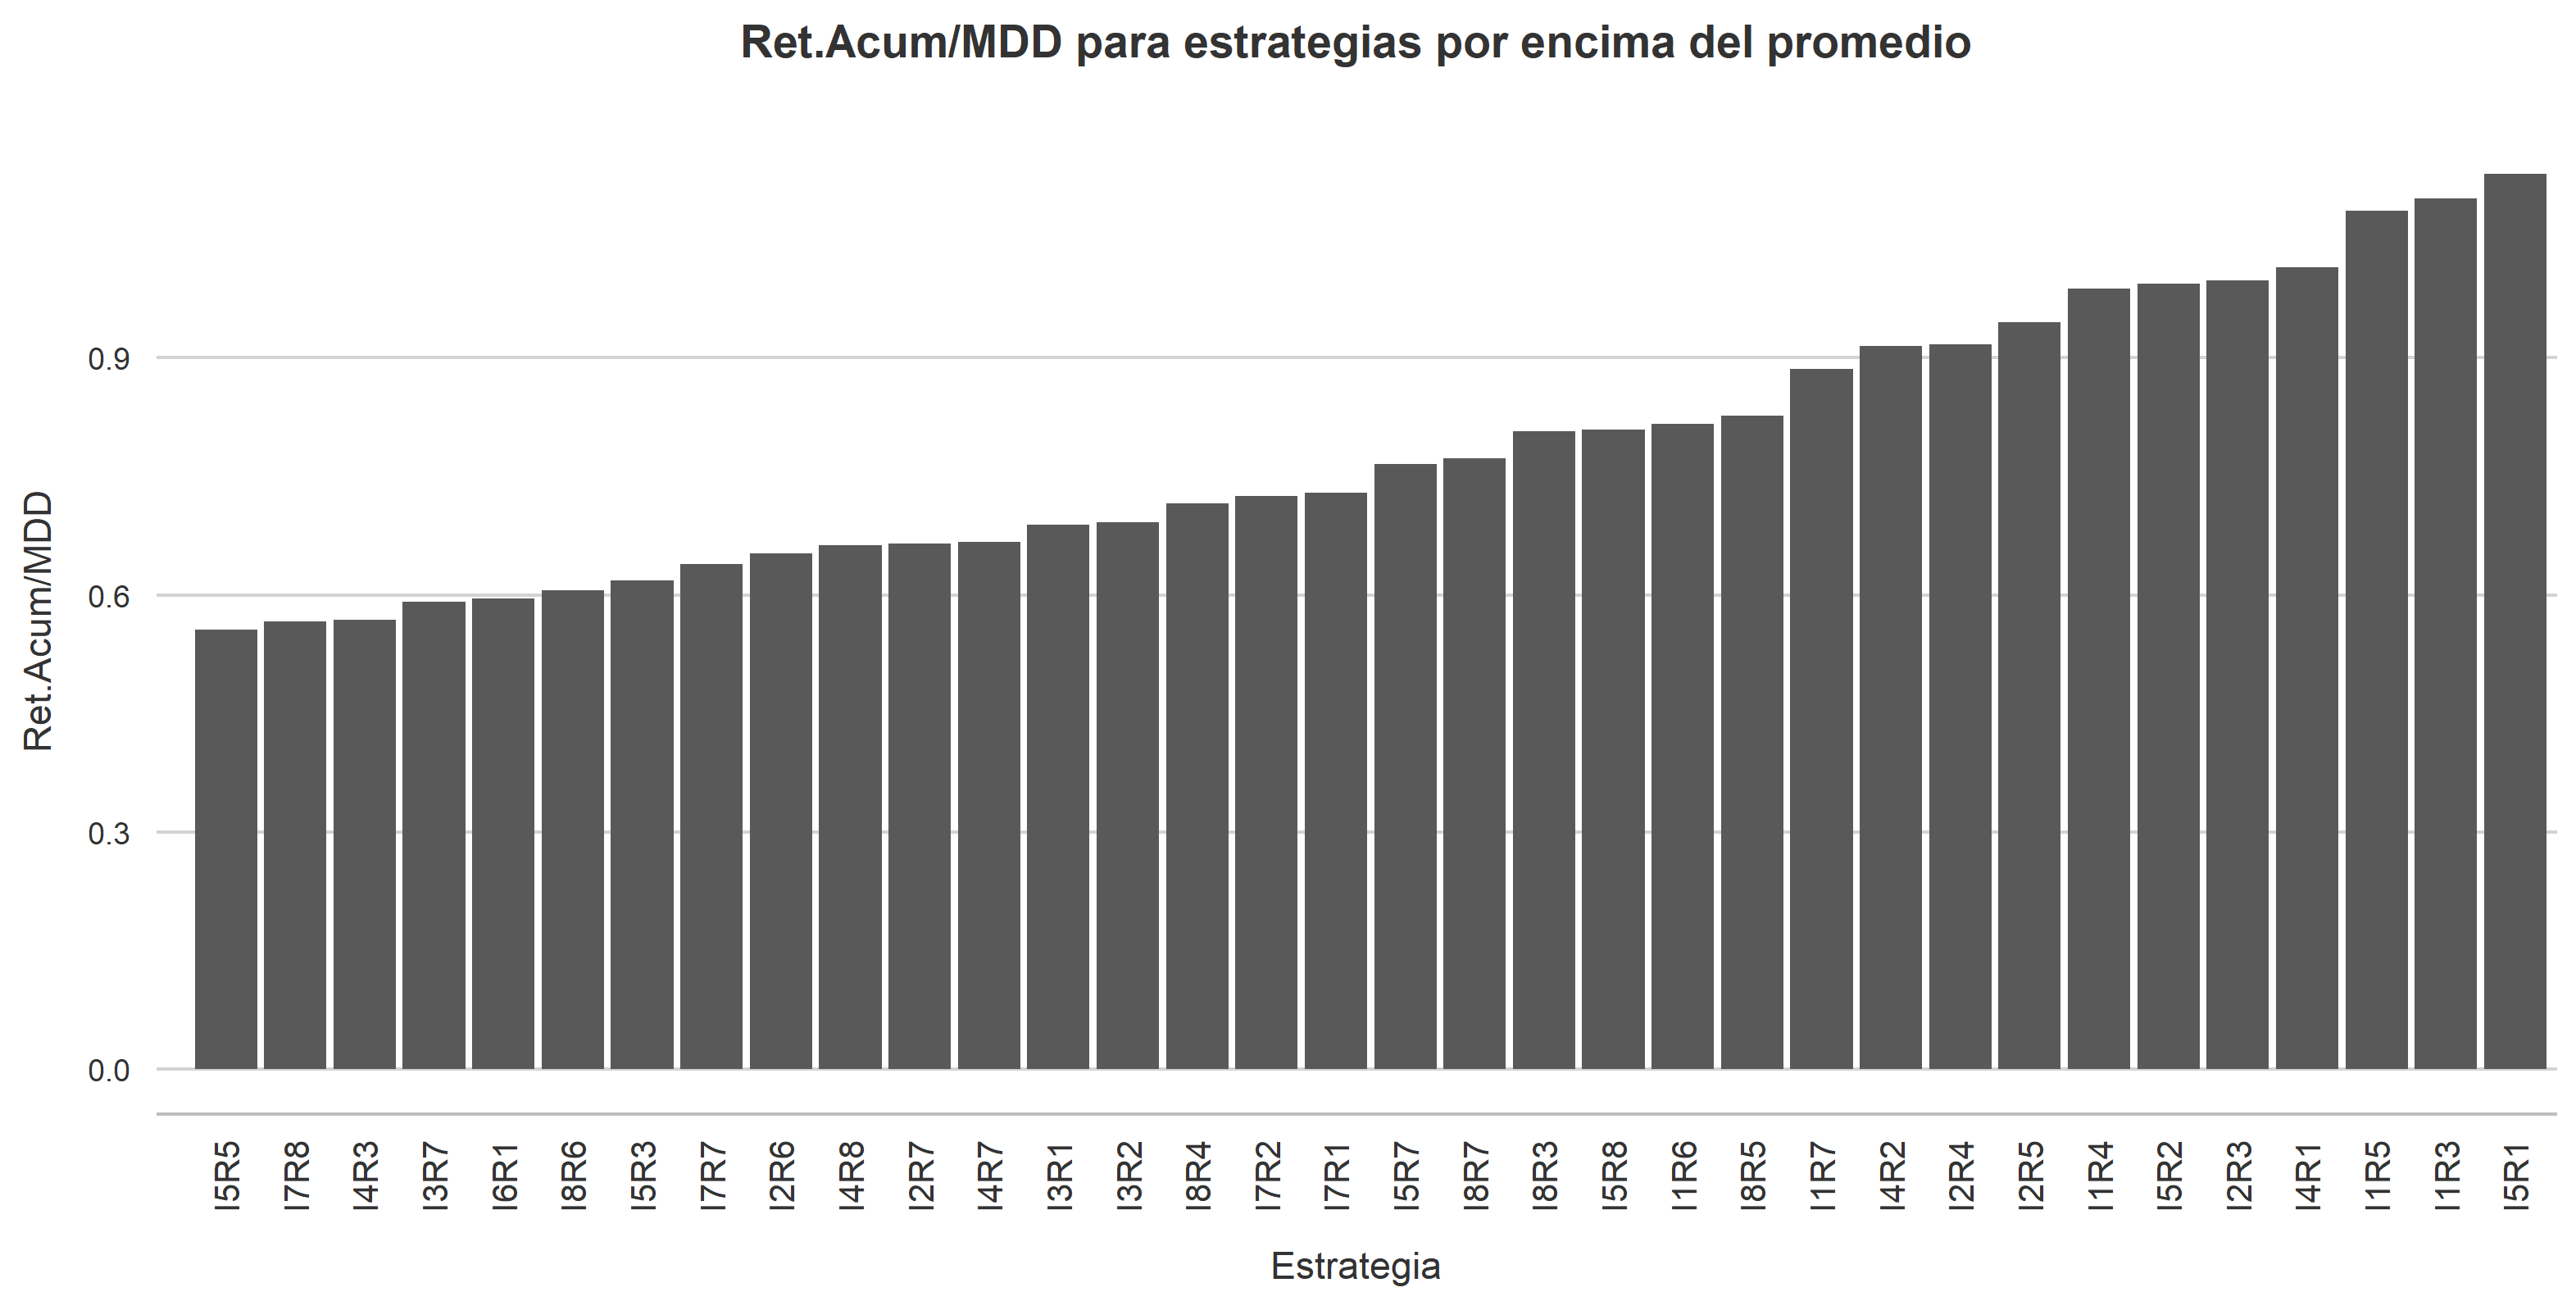 Ret.Acum/MDD para estrategias por encima del promedio
Ret.Acum/MDD
0.9
0.6
0.3
0.0
I5R5 I7R8 I4R3 I3R7 I6R1 I8R6 I5R3 I7R7 I2R6 I4R8 I2R7 I4R7 I3R1 I3R2 I8R4 I7R2 I7R1 I5R7 I8R7 I8R3 I5R8 I1R6 I8R5 I1R7 I4R2 I2R4 I2R5 I1R4 I5R2 I2R3 I4R1 I1R5 I1R3 I5R1
Estrategia